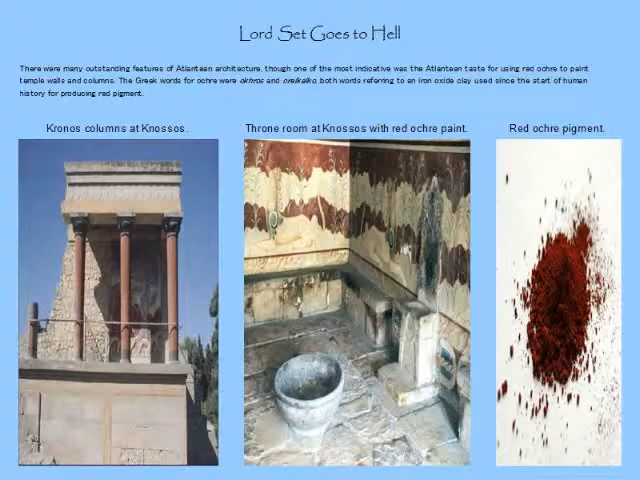 Lord Set Goes to Hell
There were many outstanding features of Atlantean architecture, though one of the most indicative was the Atlantean taste for using red ochre to paint
temple walls and columns. The Greek words for ochre were okhros and oreikalko, both words referring to an iron oxide clay used since the start of human
history for producing red pigment.
Kronos columns at Knossos.
Throne room at Knossos with red ochre paint.
Red ochre pigment.